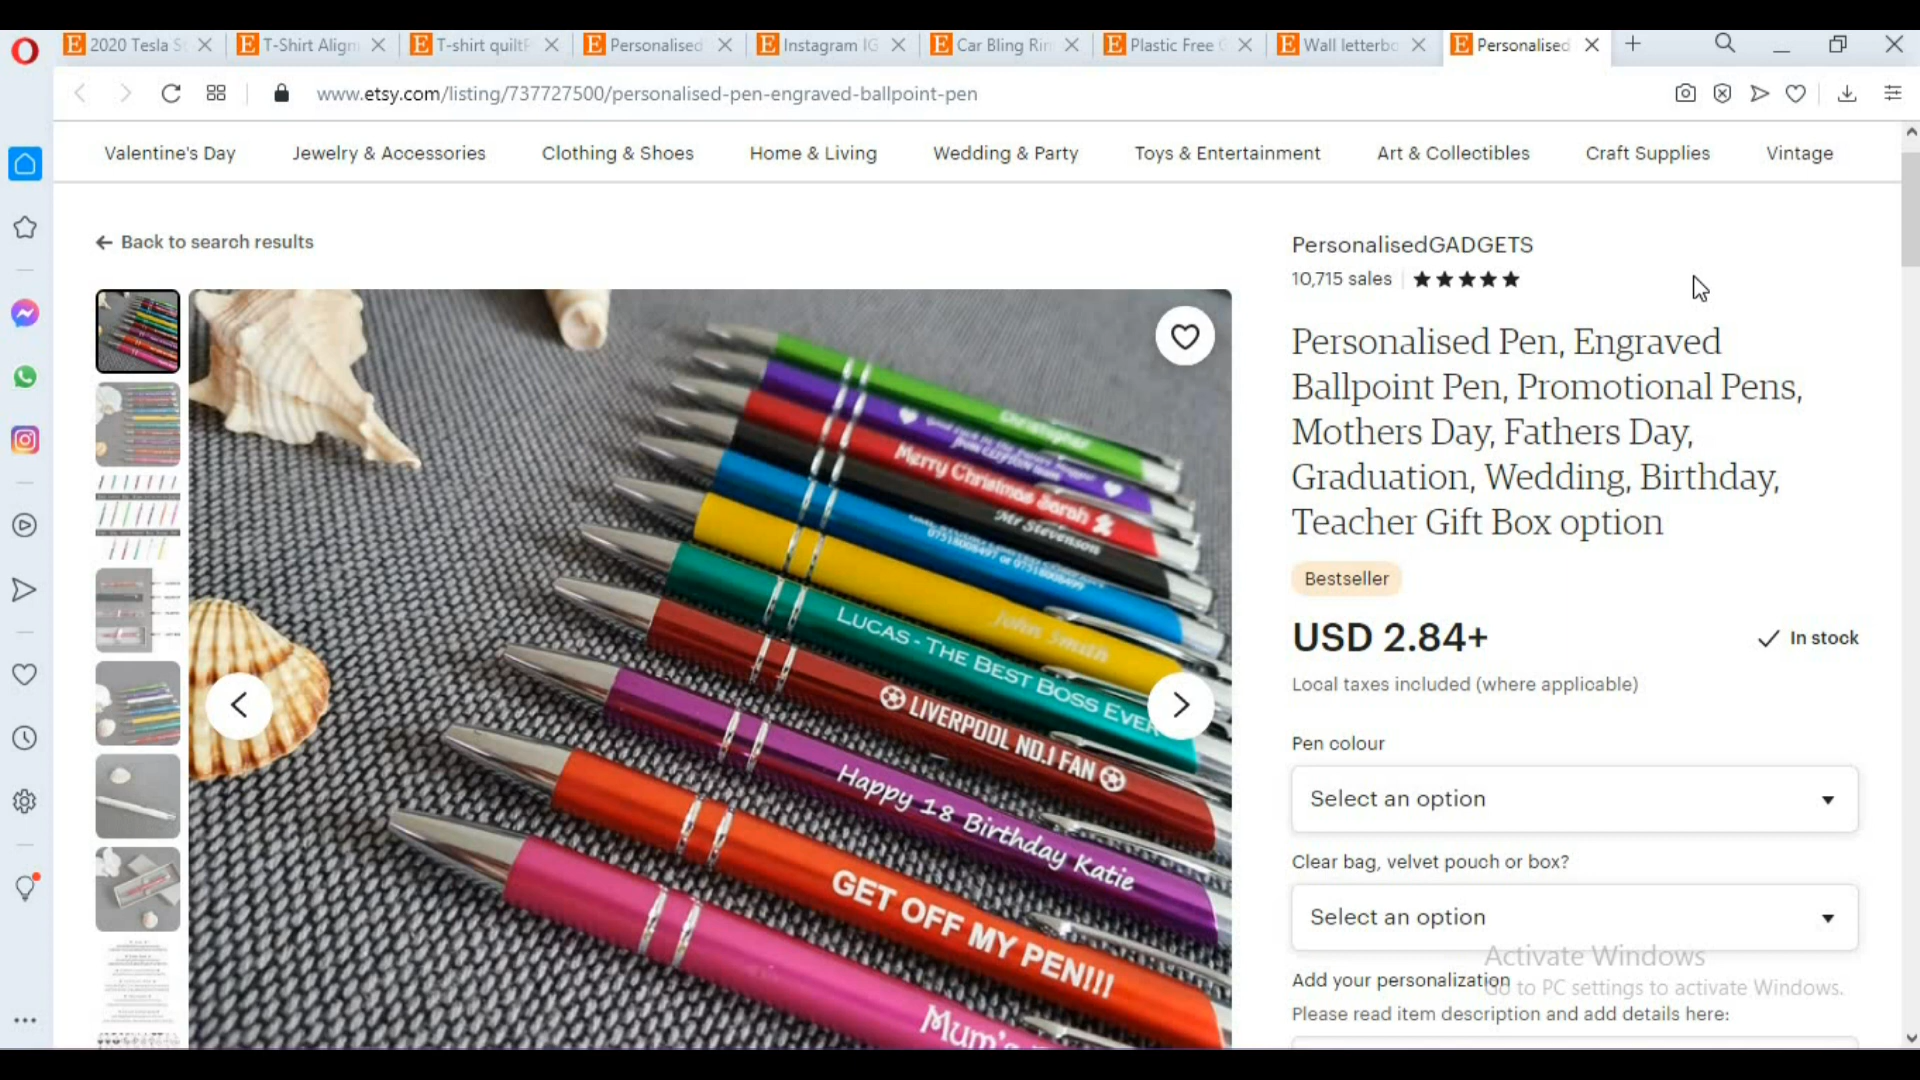 2020 Tesla S
T-Shirt Align
T-shirt quilt
Personalised
Instagram IG
Car Bling Rin
Plastic Free
Wall letterbo
Personalised
www.etsy.com/listing/737727500/personalised-pen-engraved-ballpoint-pen
Valentine's Day
Jewelry & Accessories
Clothing & Shoes
Home & Living
Wedding & Party
Toys & Entertainment
Art & Collectibles
Craft Supplies
Vintage
Back to search results
PersonalisedGADGETS
10,715 sales
Personalised Pen, Engraved
Ballpoint Pen, Promotional Pens,
Mothers Day, Fathers Day,
Graduation, Wedding, Birthday,
Teacher Gift Box option
Bestseller
USD 2.84+
In stock
Local taxes included (where applicable)
Pen colour
Select an option
Clear bag, velvet pouch or box?
Select an option
Add your personalization
Please read item description and add details here:
Activate Windows
Go to PC settings to activate Windows.
Christopher
Merry Christmas Sarah
Mr Stevenson
07518008497 or 07518008499
John Smith
LUCAS - THE BEST BOSS EVER
LIVERPOOL NO.1 FAN
Happy 18 Birthday Katie
GET OFF MY PEN!!!
Mum's